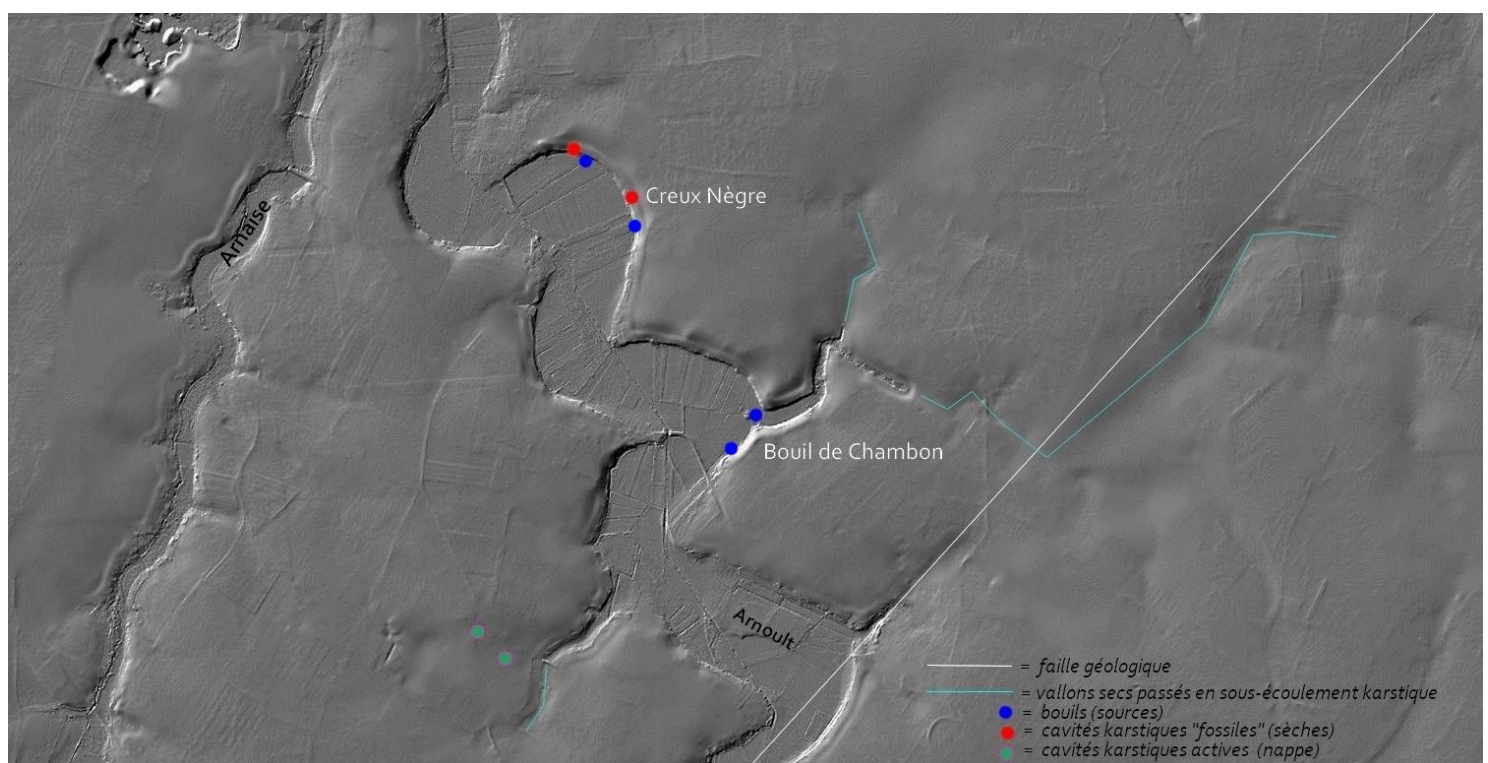 Creux Nègre
Arnaise
Bouil de Chambon
Arnoult
= faille géologique
= vallons secs passés en sous-écoulement karstique
= bouils (sources)
= cavités karstiques "fossiles" (sèches)
= cavités karstiques actives (nappe)